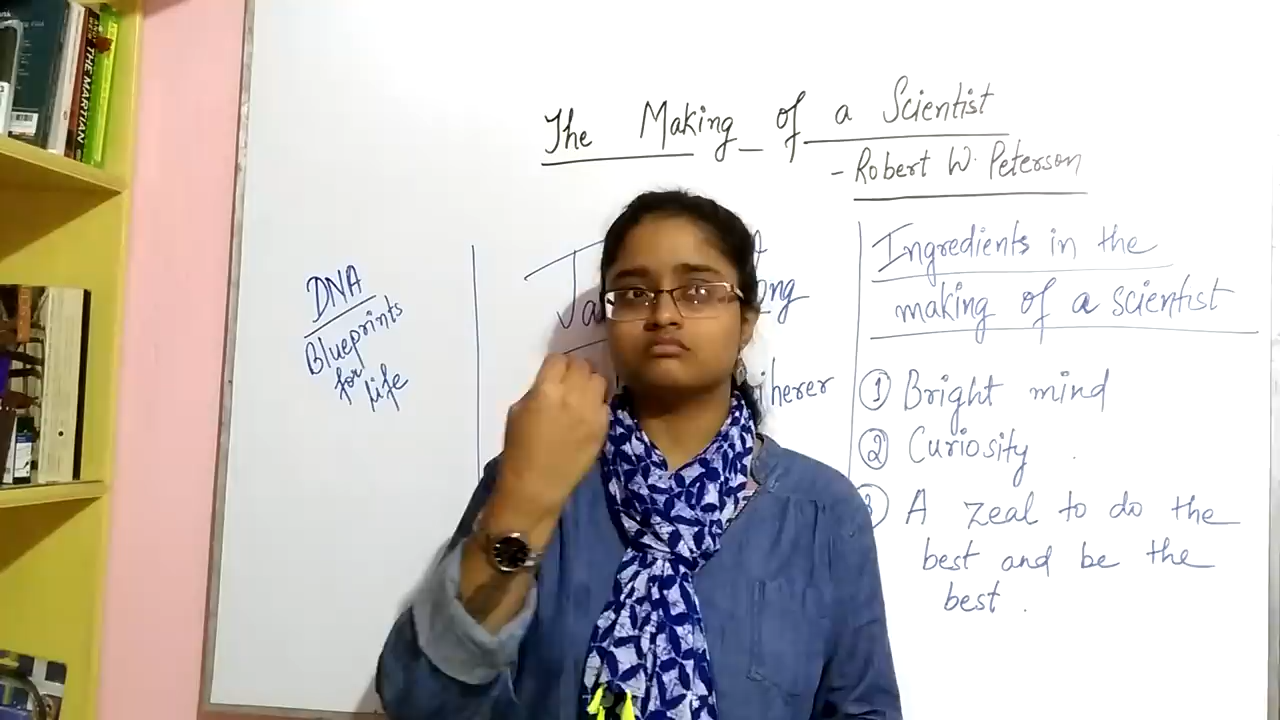 THE MARTIAN
The Making of a Scientist
- Robert W. Peterson
DNA
Blueprints
for
life
Ingredients in the
making of a scientist
① Bright mind
② Curiosity
③ A zeal to do the
best and be the
best.